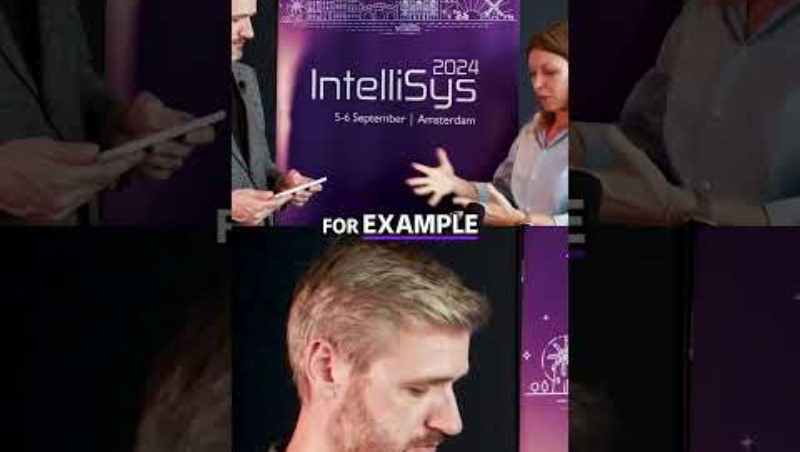 2024
IntelliSys
5-6 September | Amsterdam
FOR EXAMPLE